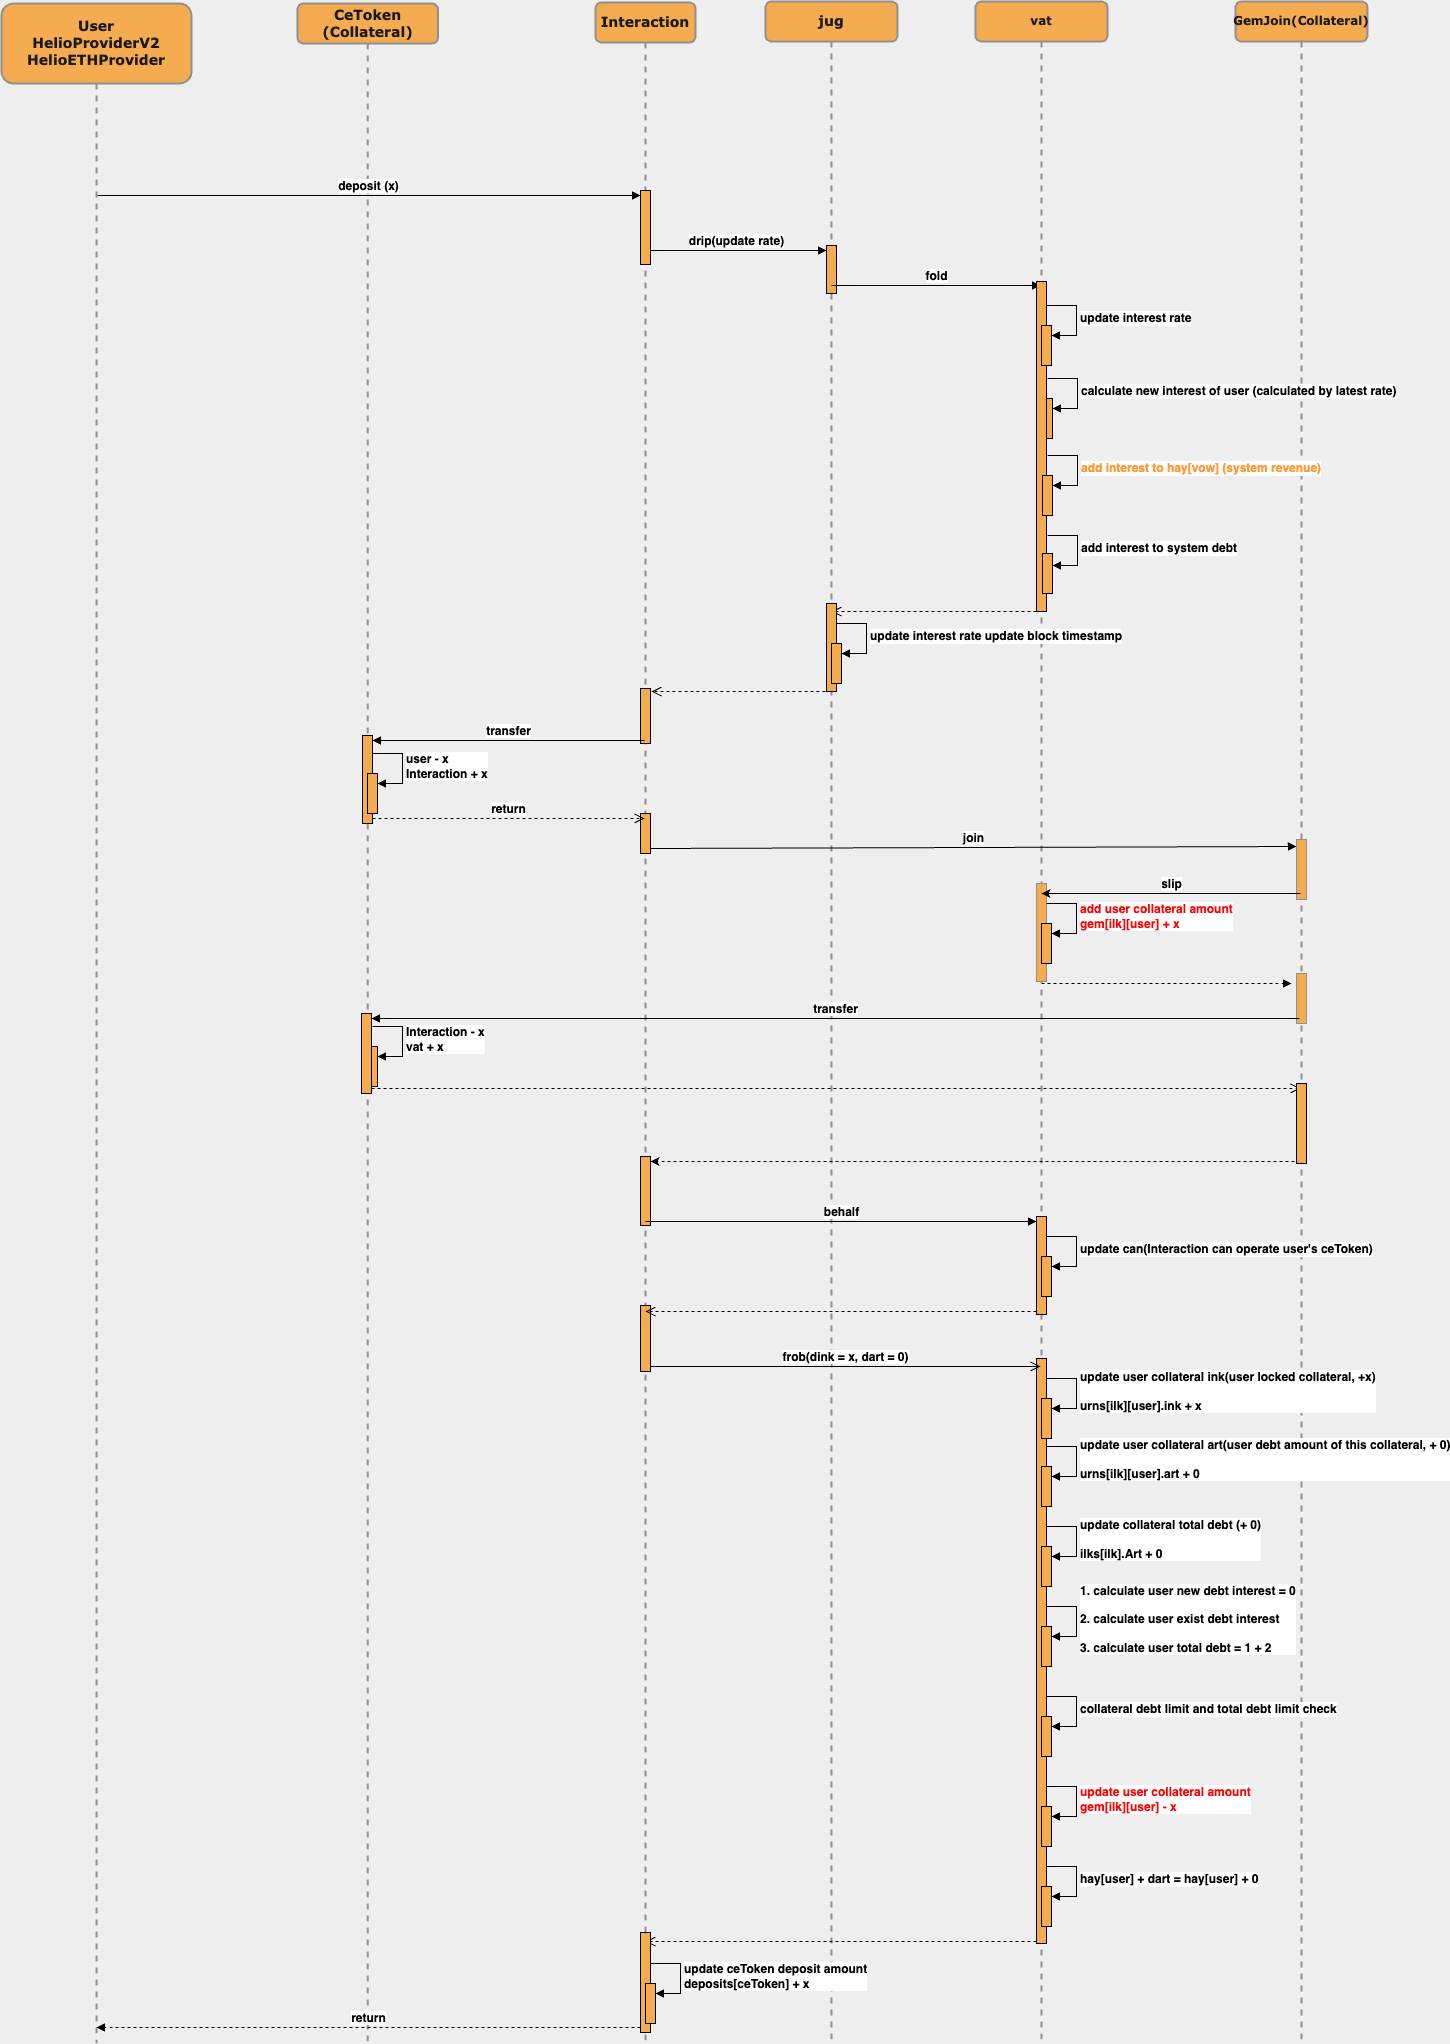 User
HelioProviderV2
HelioETHProvider
CeToken
(Collateral)
Interaction
jug
vat
GemJoin(Collateral)
deposit (x)
drip(update rate)
fold
update interest rate
calculate new interest of user (calculated by latest rate)
add interest to hay[vow] (system revenue)
add interest to system debt
update interest rate update block timestamp
transfer
user - x
Interaction + x
return
join
slip
add user collateral amount
gem[ilk][user] + x
transfer
Interaction - x
vat + x
behalf
update can(Interaction can operate user's ceToken)
frob(dink = x, dart = 0)
update user collateral ink(user locked collateral, +x)
urns[ilk][user].ink + x
update user collateral art(user debt amount of this collateral, + 0)
urns[ilk][user].art + 0
update collateral total debt (+ 0)
ilks[ilk].Art + 0
1. calculate user new debt interest = 0
2. calculate user exist debt interest
3. calculate user total debt = 1 + 2
collateral debt limit and total debt limit check
update user collateral amount
gem[ilk][user] - x
hay[user] + dart = hay[user] + 0
update ceToken deposit amount
deposits[ceToken] + x
return